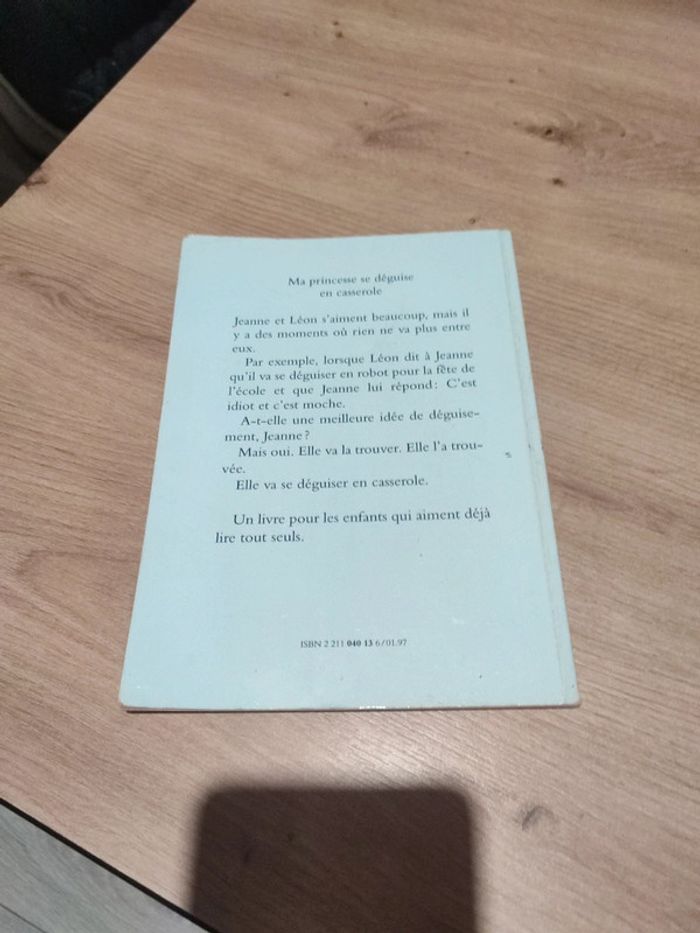 Ma princesse se déguise
en casserole
Jeanne et Léon s'aiment beaucoup, mais il
y a des moments où rien ne va plus entre
eux.
Par exemple, lorsque Léon dit à Jeanne
qu'il va se déguiser en robot pour la fête de
l'école et que Jeanne lui répond: C'est
idiot et c'est moche.
A-t-elle une meilleure idée de déguise-
ment, Jeanne ?
Mais oui. Elle va la trouver. Elle l'a trou-
vée.
Elle va se déguiser en casserole.
Un livre pour les enfants qui aiment déjà
lire tout seuls.
ISBN 2 211 040 13 6/01.97